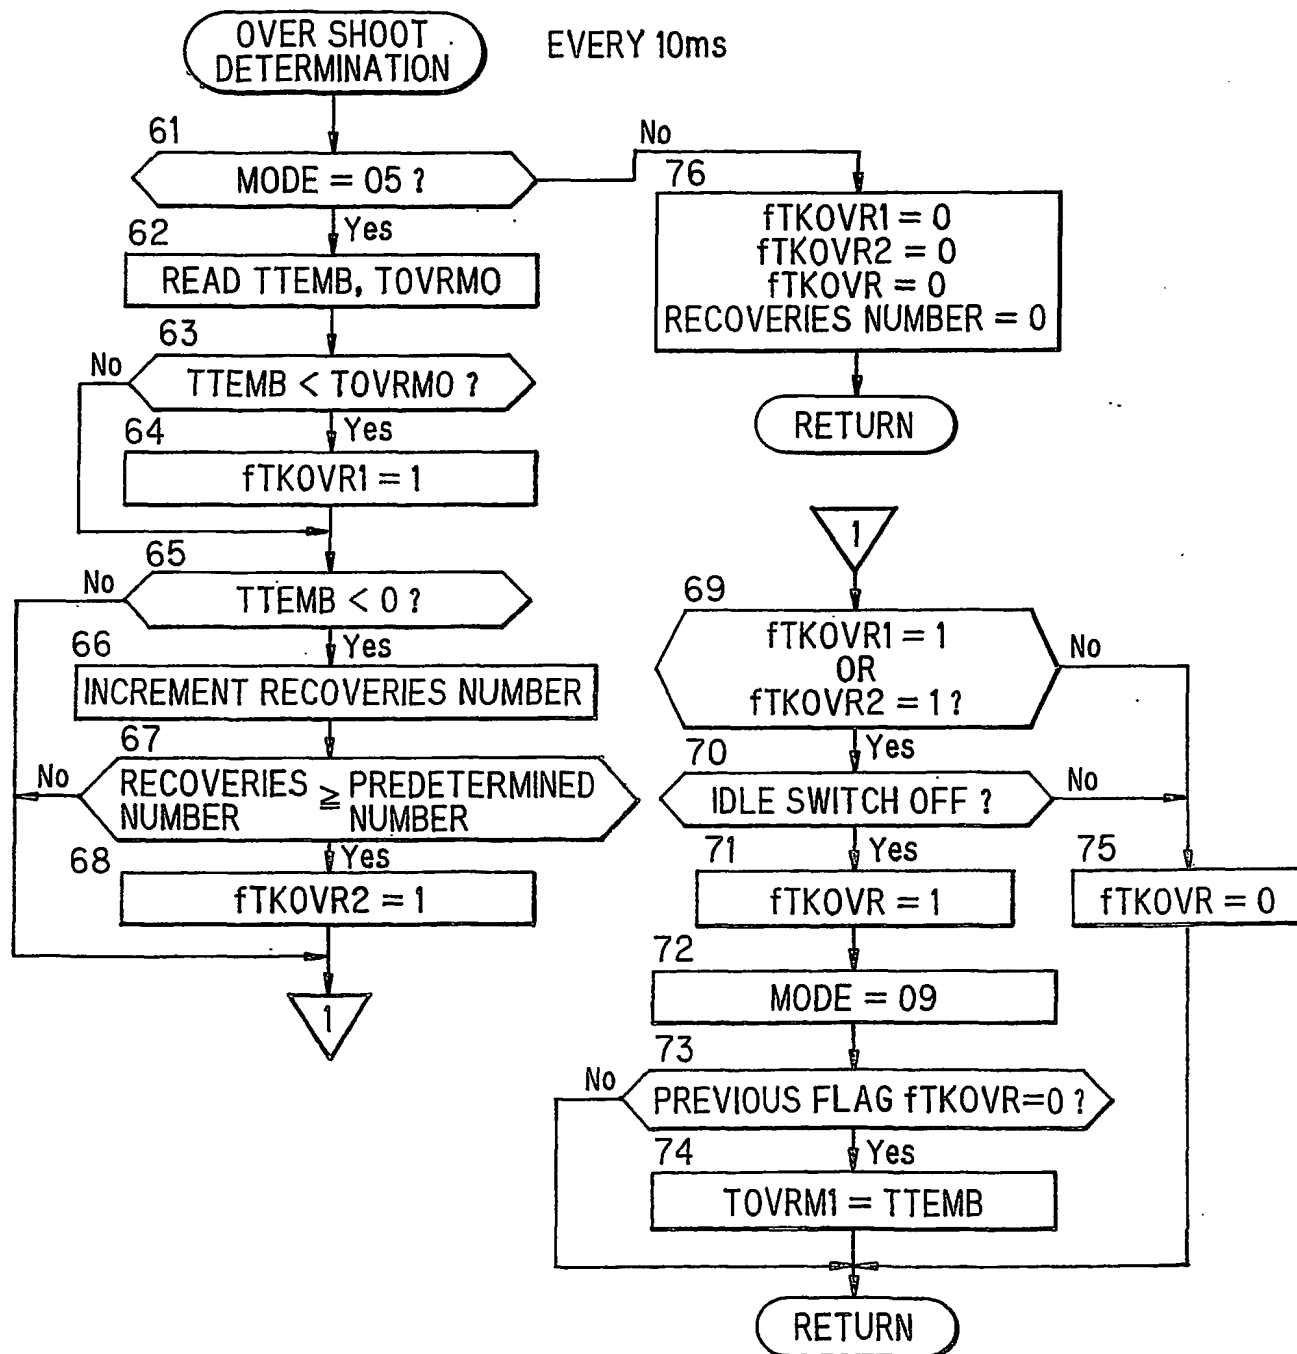 OVER SHOOT
DETERMINATION
EVERY 10ms
61
MODE = 05 ?
No
Yes
62
READ TTEMB, TOVRM0
63
No
TTEMB < TOVRM0 ?
Yes
64
fTKOVR1 = 1
65
No
TTEMB < 0 ?
Yes
66
INCREMENT RECOVERIES NUMBER
67
No
RECOVERIES ≧ PREDETERMINED
NUMBER NUMBER
Yes
68
fTKOVR2 = 1
1
76
fTKOVR1 = 0
fTKOVR2 = 0
fTKOVR = 0
RECOVERIES NUMBER = 0
RETURN
1
69
fTKOVR1 = 1
OR
fTKOVR2 = 1 ?
No
Yes
70
IDLE SWITCH OFF ?
No
Yes
71
fTKOVR = 1
75
fTKOVR = 0
72
MODE = 09
73
No
PREVIOUS FLAG fTKOVR=0 ?
Yes
74
TOVRM1 = TTEMB
RETURN